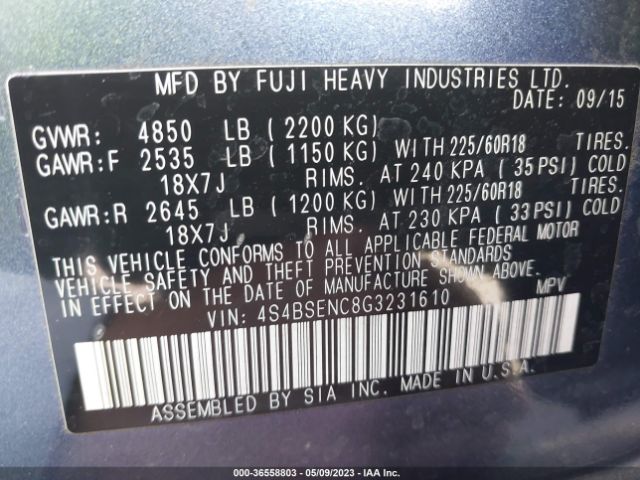 MFD BY FUJI HEAVY INDUSTRIES LTD.
DATE: 09/15
GVWR: 4850 LB ( 2200 KG)
GAWR:F 2535 LB ( 1150 KG) WITH 225/60R18 TIRES.
18X7J RIMS. AT 240 KPA ( 35 PSI) COLD
GAWR:R 2645 LB ( 1200 KG) WITH 225/60R18 TIRES.
18X7J RIMS. AT 230 KPA ( 33 PSI) COLD
THIS VEHICLE CONFORMS TO ALL APPLICABLE FEDERAL MOTOR
VEHICLE SAFETY AND THEFT PREVENTION STANDARDS
IN EFFECT ON THE DATE OF MANUFACTURE SHOWN ABOVE.
VIN: 4S4BSENC8G3231610 MPV
ASSEMBLED BY SIA INC. MADE IN U.S.A.
000-36558803 - 05/09/2023 - IAA Inc.